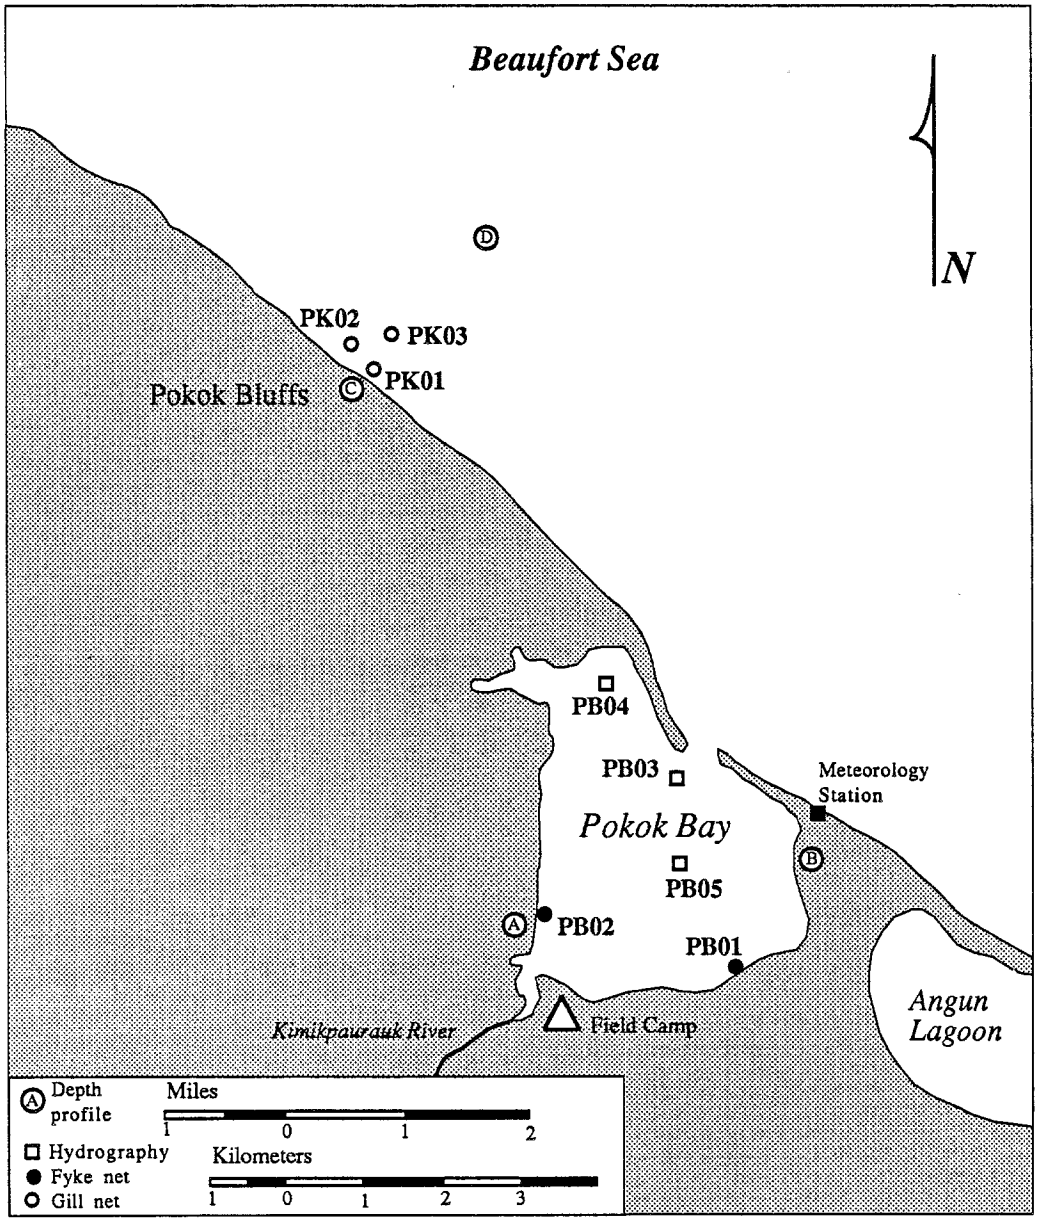 Beaufort Sea
N
D
PK02
PK03
PK01
C
Pokok Bluffs
PB04
PB03
Meteorology
Station
Pokok Bay
B
PB05
A
PB02
PB01
Angun
Lagoon
Kimikpaurauk River
Field Camp
A Depth
profile
Hydrography
Fyke net
Gill net
Miles
1 0 1 2
Kilometers
1 0 1 2 3